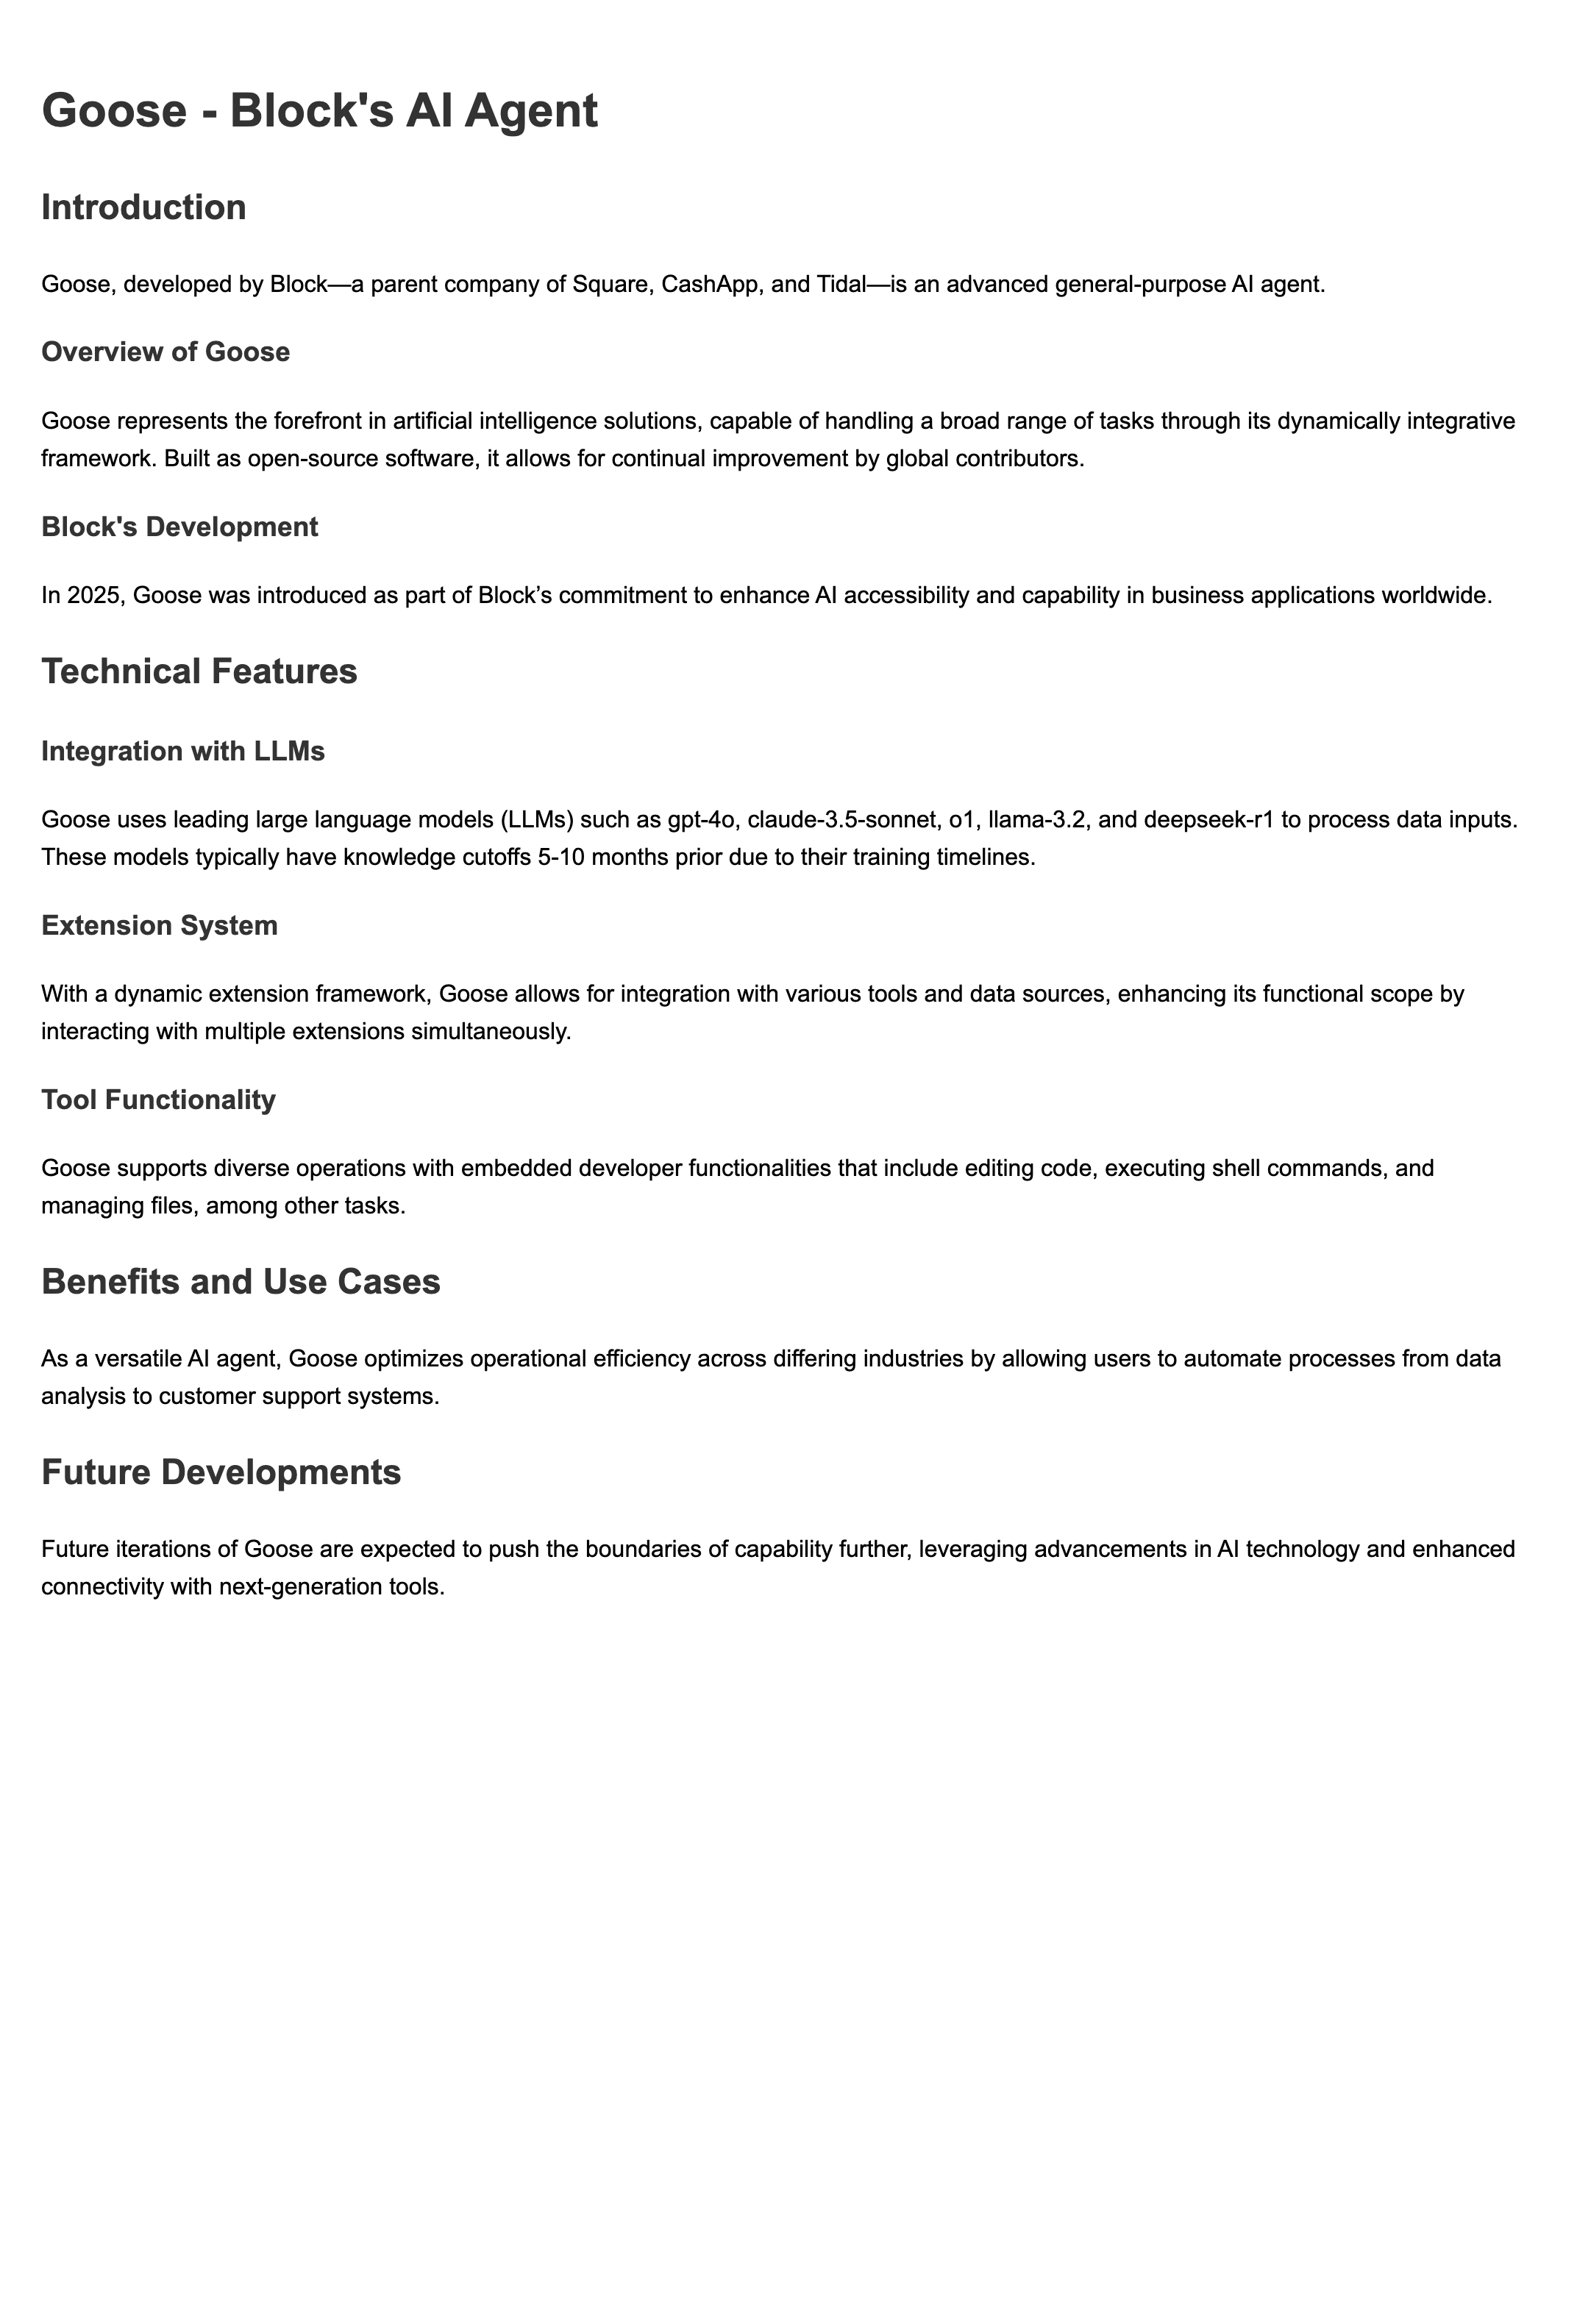 Goose - Block's AI Agent
Introduction
Goose, developed by Block—a parent company of Square, CashApp, and Tidal—is an advanced general-purpose AI agent.
Overview of Goose
Goose represents the forefront in artificial intelligence solutions, capable of handling a broad range of tasks through its dynamically integrative
framework. Built as open-source software, it allows for continual improvement by global contributors.
Block's Development
In 2025, Goose was introduced as part of Block’s commitment to enhance AI accessibility and capability in business applications worldwide.
Technical Features
Integration with LLMs
Goose uses leading large language models (LLMs) such as gpt-4o, claude-3.5-sonnet, o1, llama-3.2, and deepseek-r1 to process data inputs.
These models typically have knowledge cutoffs 5-10 months prior due to their training timelines.
Extension System
With a dynamic extension framework, Goose allows for integration with various tools and data sources, enhancing its functional scope by
interacting with multiple extensions simultaneously.
Tool Functionality
Goose supports diverse operations with embedded developer functionalities that include editing code, executing shell commands, and
managing files, among other tasks.
Benefits and Use Cases
As a versatile AI agent, Goose optimizes operational efficiency across differing industries by allowing users to automate processes from data
analysis to customer support systems.
Future Developments
Future iterations of Goose are expected to push the boundaries of capability further, leveraging advancements in AI technology and enhanced
connectivity with next-generation tools.